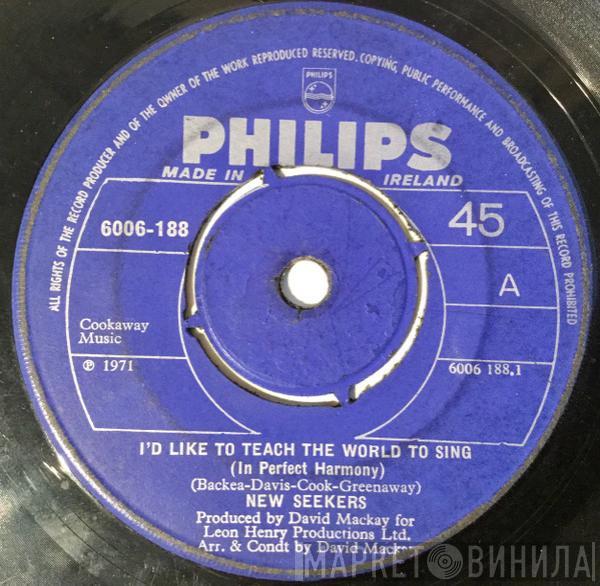 ALL RIGHTS OF THE RECORD PRODUCER AND OF THE OWNER OF THE WORK REPRODUCED RESERVED. COPYING, PUBLIC PERFORMANCE AND BROADCASTING OF THIS RECORD PROHIBITED
PHILIPS
PHILIPS
MADE IN IRELAND
6006-188
45
A
Cookaway
Music
℗ 1971
6006 188.1
I'D LIKE TO TEACH THE WORLD TO SING
(In Perfect Harmony)
(Backea-Davis-Cook-Greenaway)
NEW SEEKERS
Produced by David Mackay for
Leon Henry Productions Ltd.
Arr. & Condt by David Mackay
МАРКЕТ ВИНИЛА